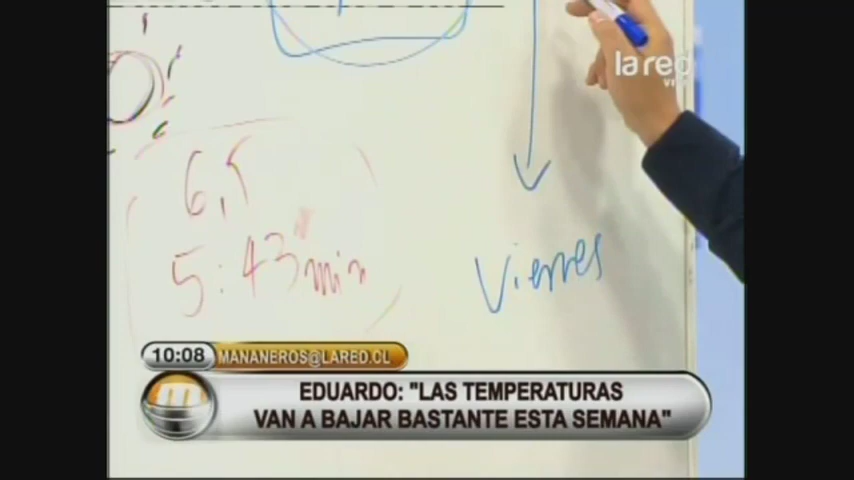 la red
VIVO
6,5
5:43 min
Viernes
10:08 MANANEROS@LARED.CL
m
EDUARDO: "LAS TEMPERATURAS
VAN A BAJAR BASTANTE ESTA SEMANA"